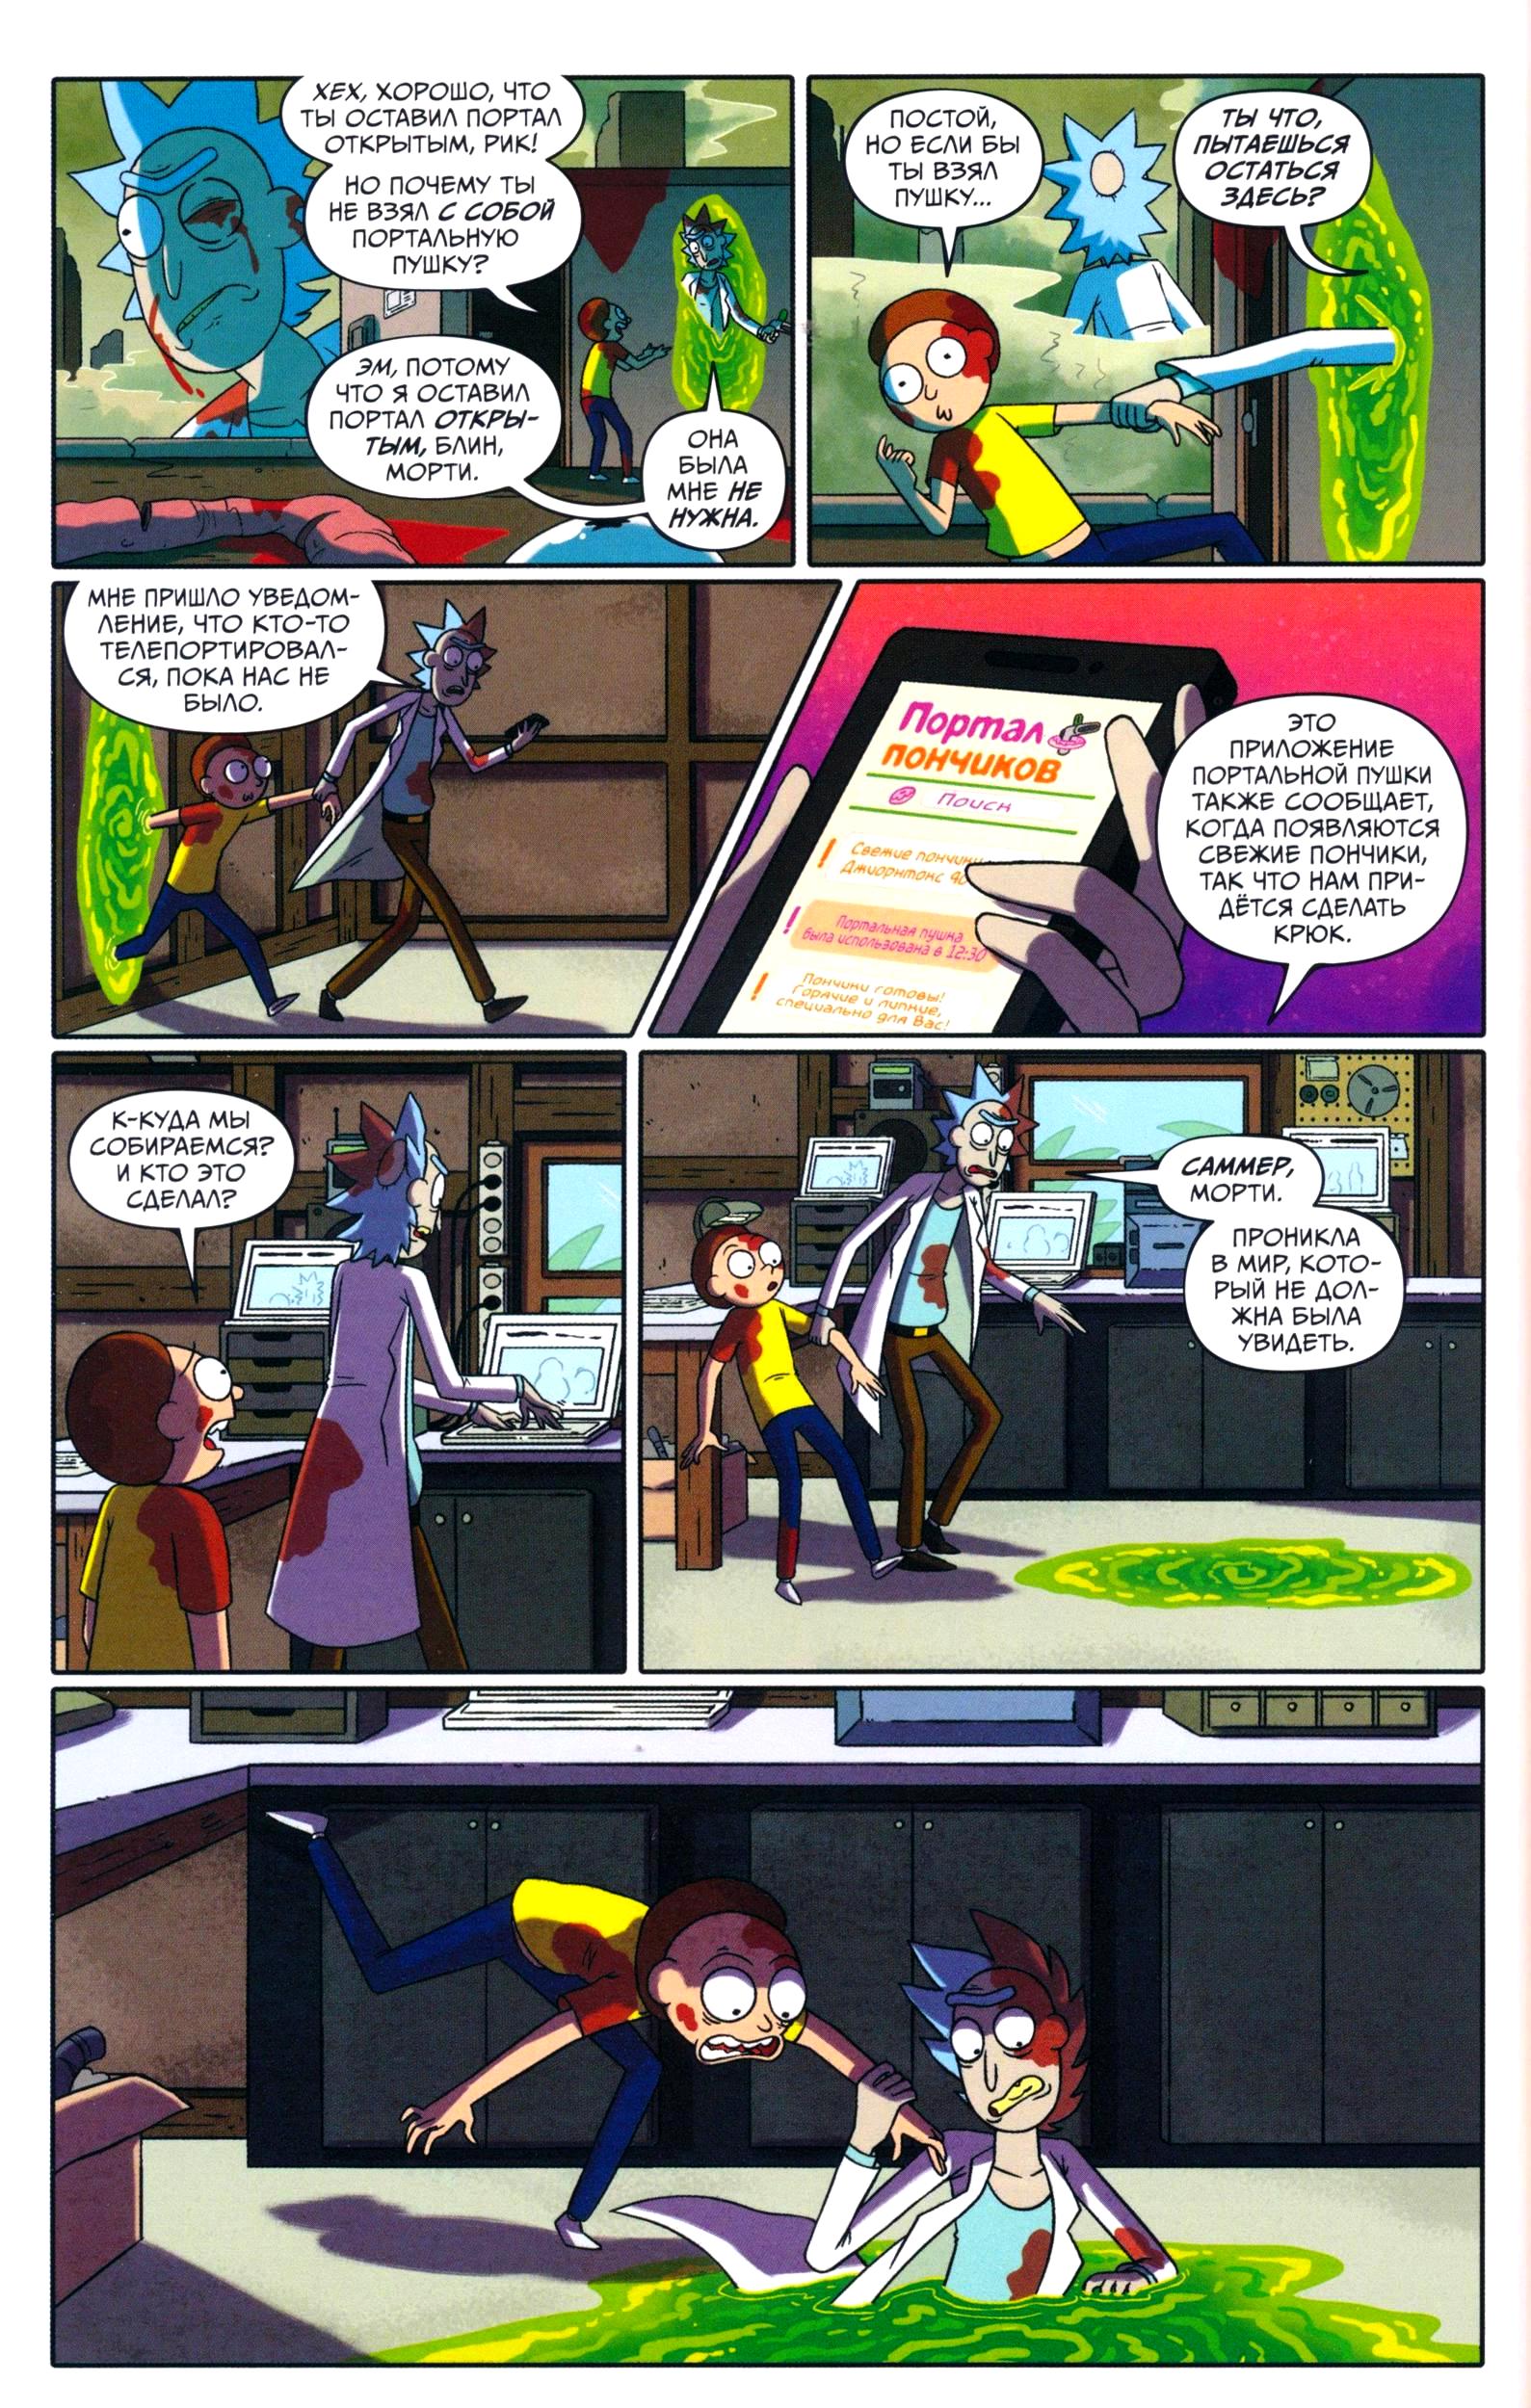 ХЕХ, ХОРОШО, ЧТО
ТЫ ОСТАВИЛ ПОРТАЛ
ОТКРЫТЫМ, РИК!
НО ПОЧЕМУ ТЫ
НЕ ВЗЯЛ С СОБОЙ
ПОРТАЛЬНУЮ
ПУШКУ?
ЭМ, ПОТОМУ
ЧТО Я ОСТАВИЛ
ПОРТАЛ ОТКРЫ-
ТЫМ, БЛИН,
МОРТИ.
ОНА
БЫЛА
МНЕ НЕ
НУЖНА.
ПОСТОЙ,
НО ЕСЛИ БЫ
ТЫ ВЗЯЛ
ПУШКУ...
ТЫ ЧТО,
ПЫТАЕШЬСЯ
ОСТАТЬСЯ
ЗДЕСЬ?
МНЕ ПРИШЛО УВЕДОМ-
ЛЕНИЕ, ЧТО КТО-ТО
ТЕЛЕПОРТИРОВАЛ-
СЯ, ПОКА НАС НЕ
БЫЛО.
Портал
пончиков
Поиск
Свежие пончики
Джиорнтокс 90
Портальная пушка
была использована в 12:30
Пончики готовы!
Горячие и липкие,
специально для Вас!
ЭТО
ПРИЛОЖЕНИЕ
ПОРТАЛЬНОЙ ПУШКИ
ТАКЖЕ СООБЩАЕТ,
КОГДА ПОЯВЛЯЮТСЯ
СВЕЖИЕ ПОНЧИКИ,
ТАК ЧТО НАМ ПРИ-
ДЁТСЯ СДЕЛАТЬ
КРЮК.
К-КУДА МЫ
СОБИРАЕМСЯ?
И КТО ЭТО
СДЕЛАЛ?
САММЕР,
МОРТИ.
ПРОНИКЛА
В МИР, КОТО-
РЫЙ НЕ ДОЛ-
ЖНА БЫЛА
УВИДЕТЬ.